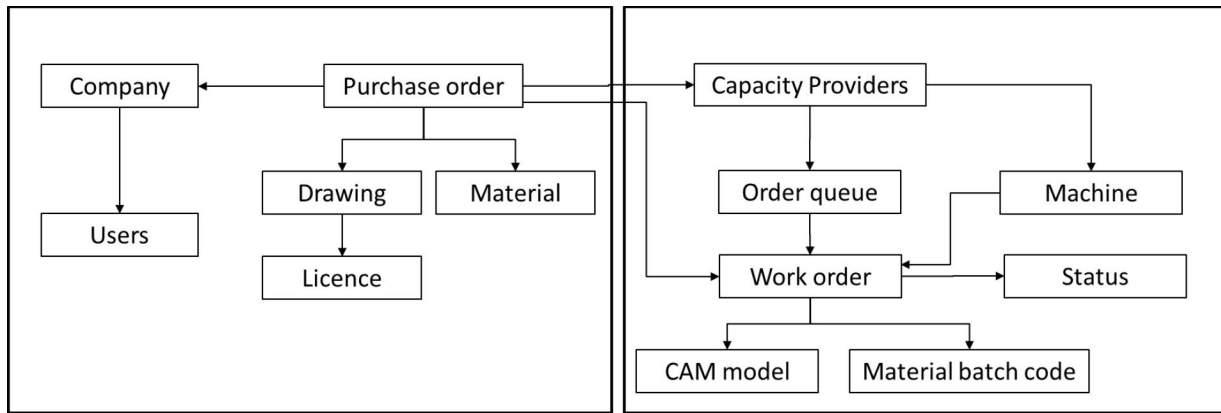 Company
Purchase order
Capacity Providers
Drawing
Material
Order queue
Machine
Users
Licence
Work order
Status
CAM model
Material batch code